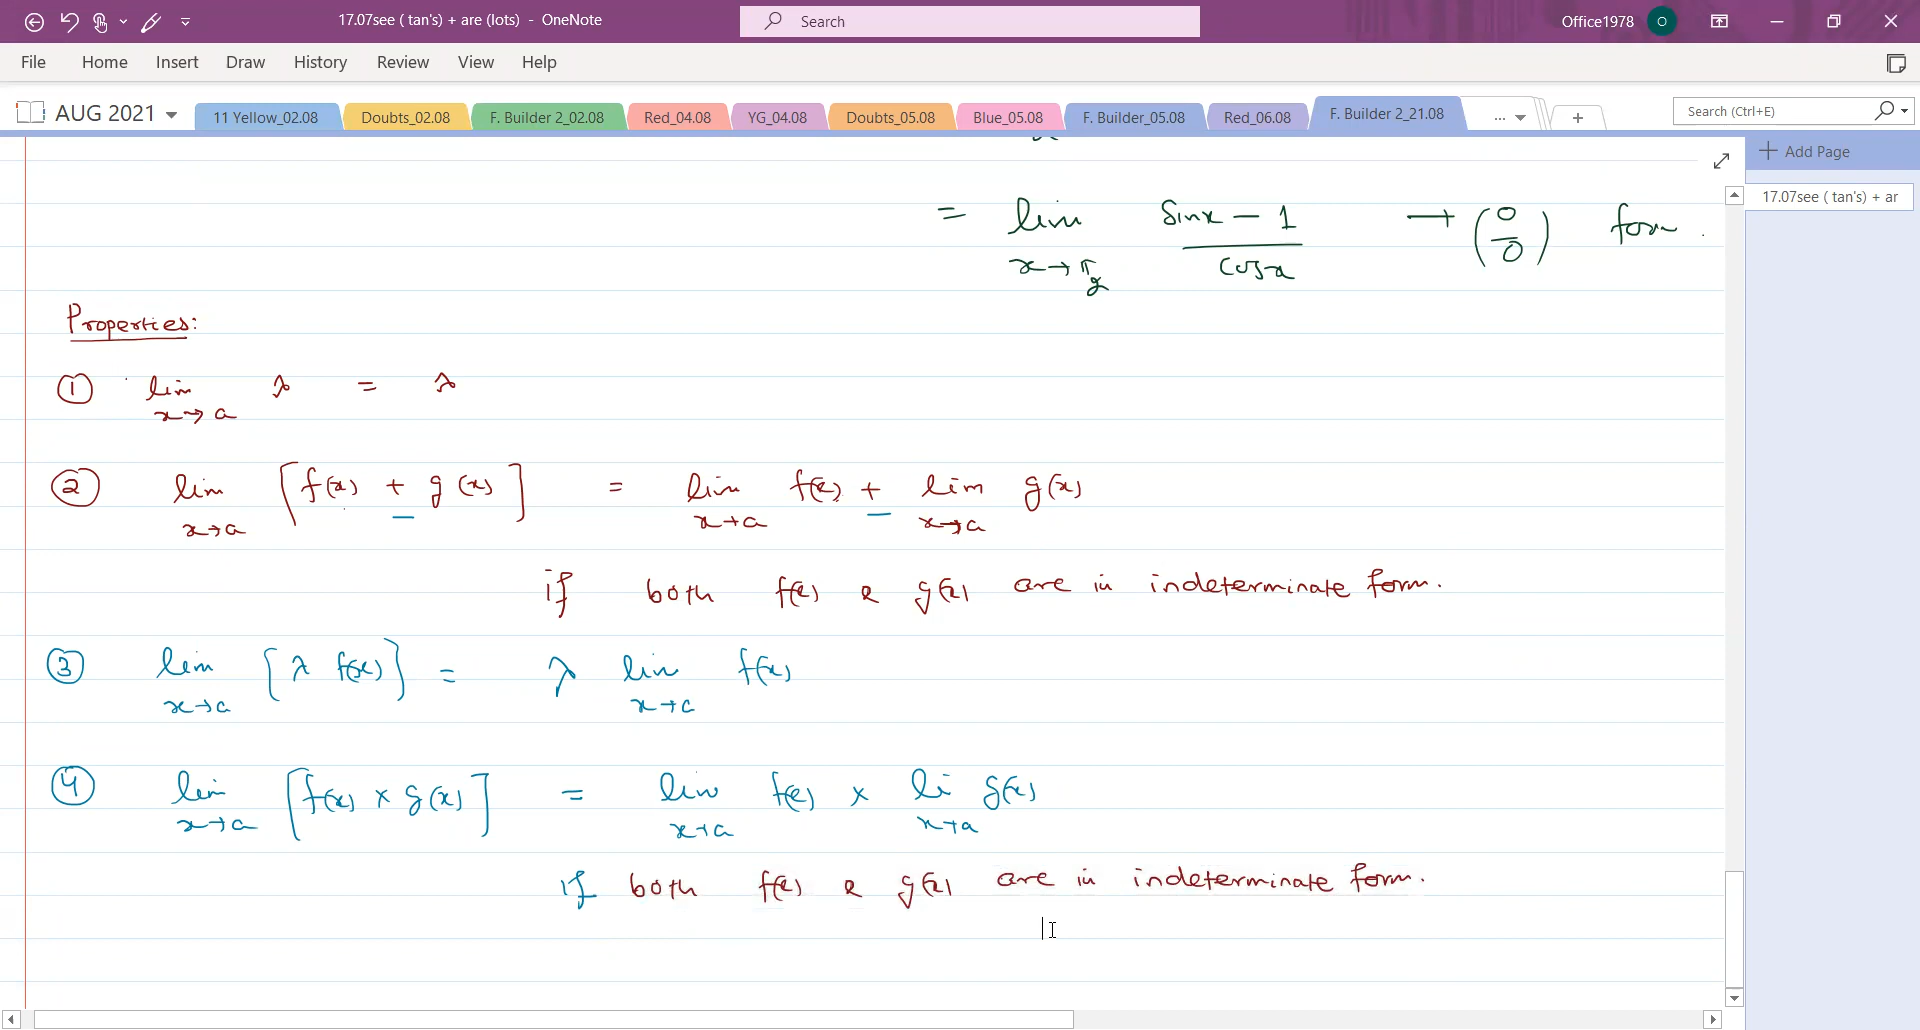 17.07see ( tan's) + are (lots) - OneNote
Search
Office1978
O
File Home Insert Draw History Review View Help
AUG 2021
11 Yellow_02.08
Doubts_02.08
F. Builder 2_02.08
Red_04.08
YG_04.08
Doubts_05.08
Blue_05.08
F. Builder_05.08
Red_06.08
F. Builder 2_21.08
...
+
Search (Ctrl+E)
Add Page
17.07see ( tan's) + ar
= lim x→π/2 (sinx − 1)/cosx → (0/0) form.
Properties:
① lim x→a λ = λ
② lim x→a [f(x) + g(x)] = lim x→a f(x) + lim x→a g(x)
if both f(x) & g(x) are in indeterminate form.
③ lim x→a [λ f(x)] = λ lim x→a f(x)
④ lim x→a [f(x) × g(x)] = lim x→a f(x) × li x→a g(x)
if both f(x) & g(x) are in indeterminate form.